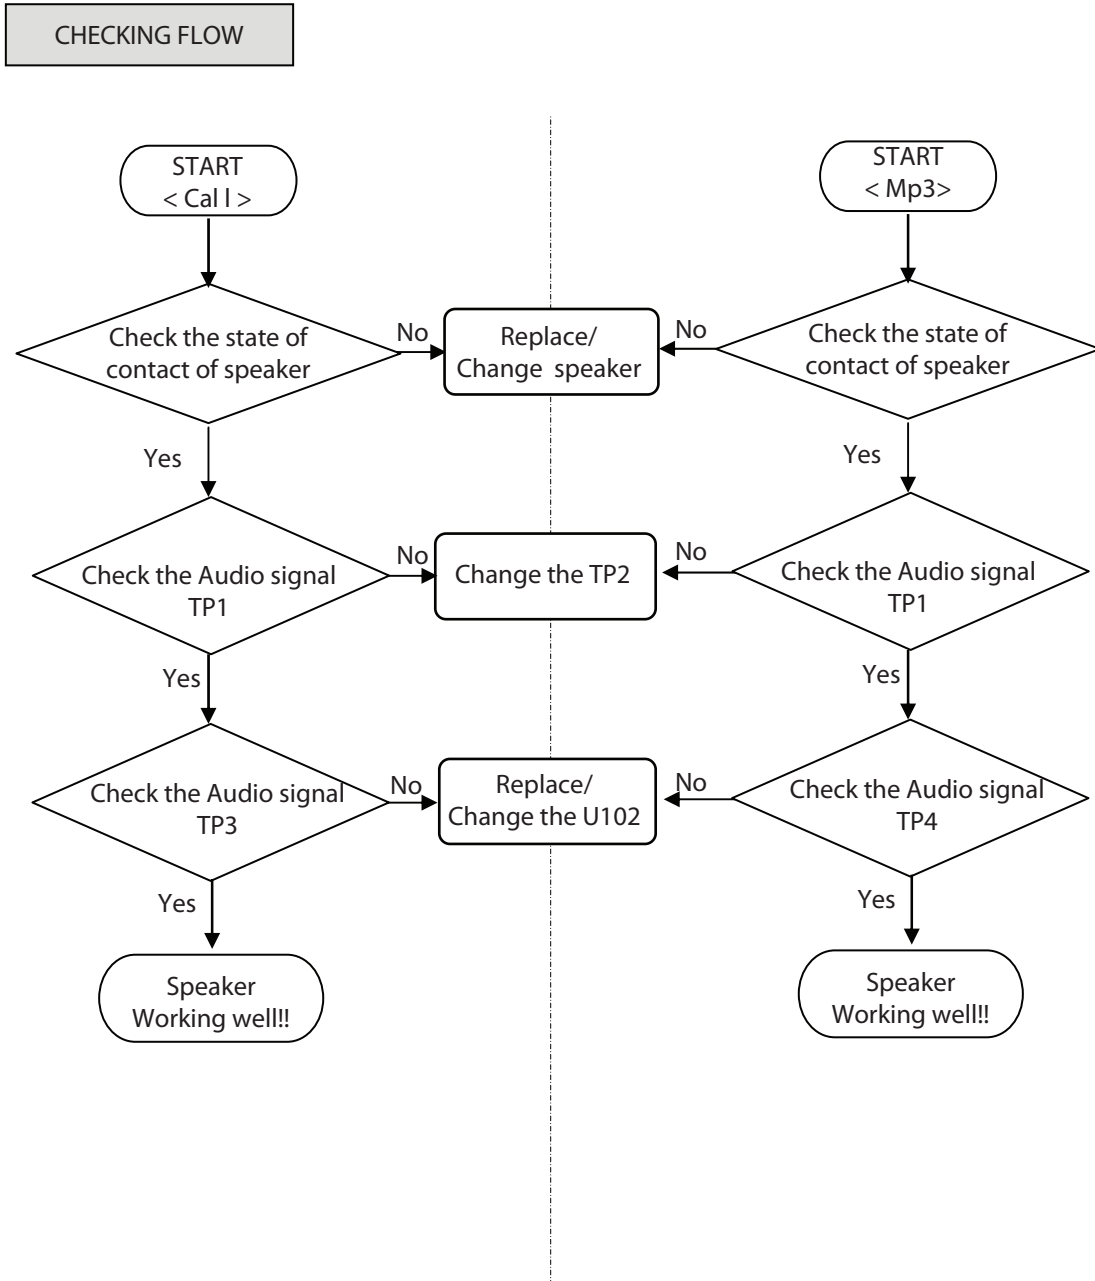 CHECKING FLOW
START
< Cal l >
START
< Mp3>
Check the state of
contact of speaker
No
Replace/
Change speaker
No
Check the state of
contact of speaker
Yes
Yes
Check the Audio signal
TP1
No
Change the TP2
No
Check the Audio signal
TP1
Yes
Yes
Check the Audio signal
TP3
No
Replace/
Change the U102
No
Check the Audio signal
TP4
Yes
Yes
Speaker
Working well!!
Speaker
Working well!!